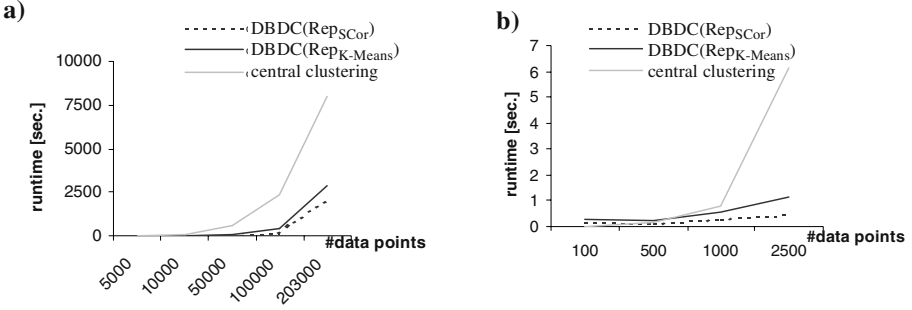 a)
DBDC(RepSCor)
DBDC(RepK-Means)
central clustering
runtime [sec.]
10000
7500
5000
2500
0
#data points
5000
10000
50000
100000
203000
b)
DBDC(RepSCor)
DBDC(RepK-Means)
central clustering
runtime [sec.]
7
6
5
4
3
2
1
0
#data points
100
500
1000
2500